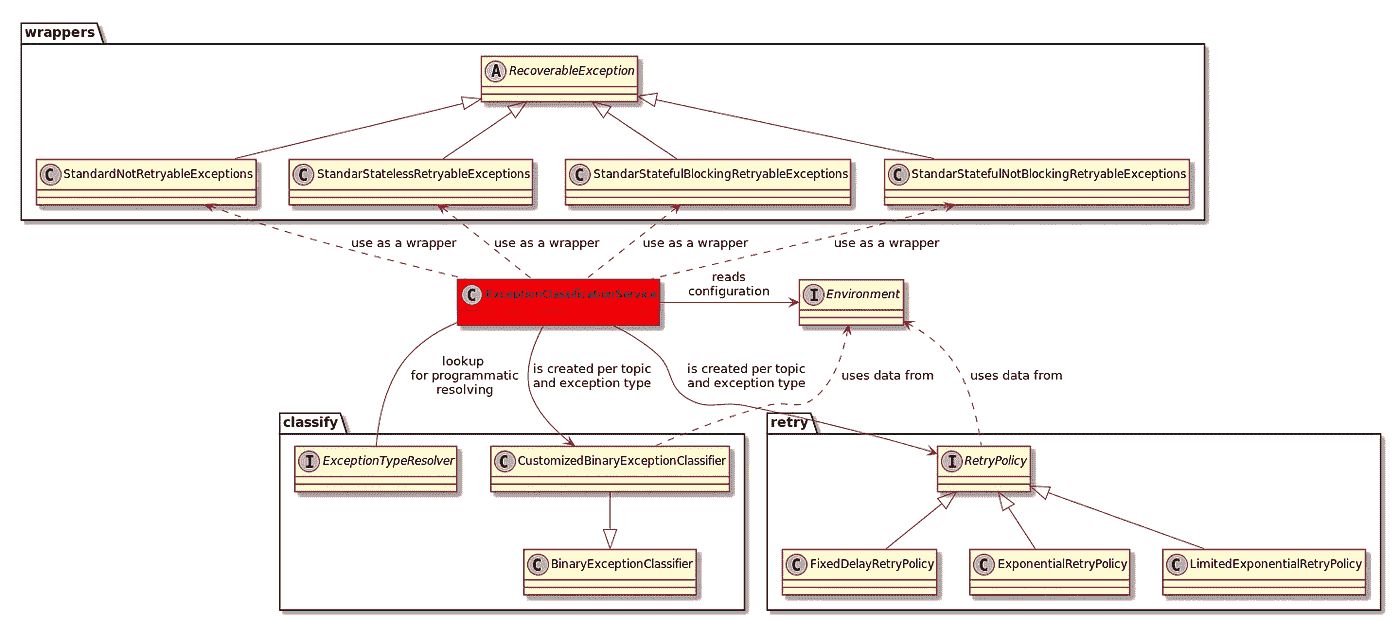 wrappers
A RecoverableException
C StandardNotRetryableExceptions
C StandarStatelessRetryableExceptions
C StandarStatefulBlockingRetryableExceptions
C StandarStatefulNotBlockingRetryableExceptions
use as a wrapper
use as a wrapper
use as a wrapper
use as a wrapper
C ExceptionClassificationService
reads
configuration
I Environment
lookup
for programmatic
resolving
is created per topic
and exception type
is created per topic
and exception type
uses data from
uses data from
classify
I ExceptionTypeResolver
C CustomizedBinaryExceptionClassifier
C BinaryExceptionClassifier
retry
I RetryPolicy
C FixedDelayRetryPolicy
C ExponentialRetryPolicy
C LimitedExponentialRetryPolicy